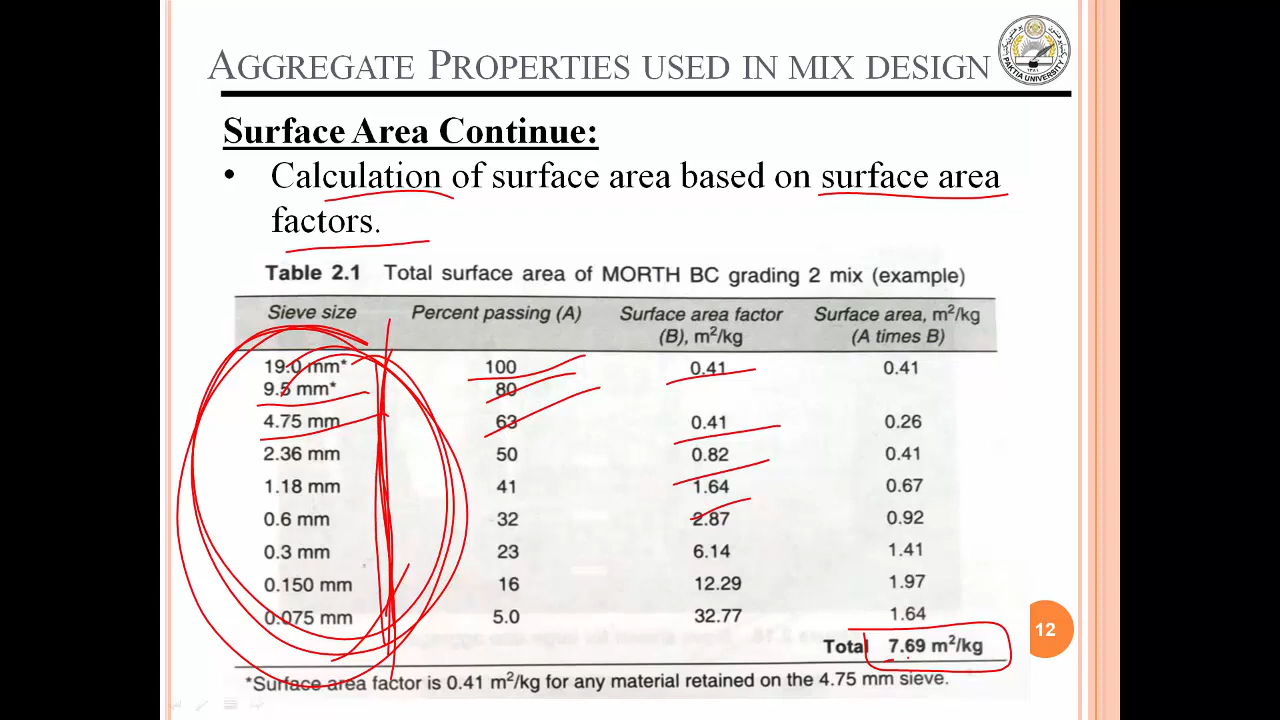 AGGREGATE PROPERTIES USED IN MIX DESIGN
PAKTIA UNIVERSITY
Surface Area Continue:
• Calculation of surface area based on surface area
factors.
Table 2.1 Total surface area of MORTH BC grading 2 mix (example)
Sieve size Percent passing (A) Surface area factor Surface area, m²/kg
(B), m²/kg (A times B)
19.0 mm* 100 0.41 0.41
9.5 mm* 80
4.75 mm 63 0.41 0.26
2.36 mm 50 0.82 0.41
1.18 mm 41 1.64 0.67
0.6 mm 32 2.87 0.92
0.3 mm 23 6.14 1.41
0.150 mm 16 12.29 1.97
0.075 mm 5.0 32.77 1.64
12
Total 7.69 m²/kg
*Surface area factor is 0.41 m²/kg for any material retained on the 4.75 mm sieve.